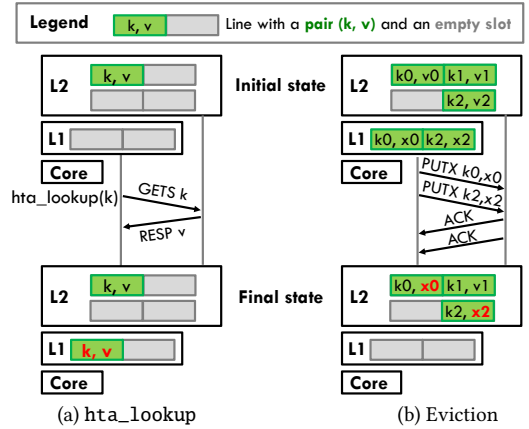 Legend k, v Line with a pair (k, v) and an empty slot
L2 k, v Initial state L2 k0, v0 k1, v1
k2, v2
L1 L1 k0, x0 k2, x2
Core Core
hta_lookup(k) GETS k PUTX k0,x0
PUTX k2,x2
RESP v ACK
ACK
L2 k, v Final state L2 k0, x0 k1, v1
k2, x2
L1 k, v L1
Core Core
(a) hta_lookup (b) Eviction